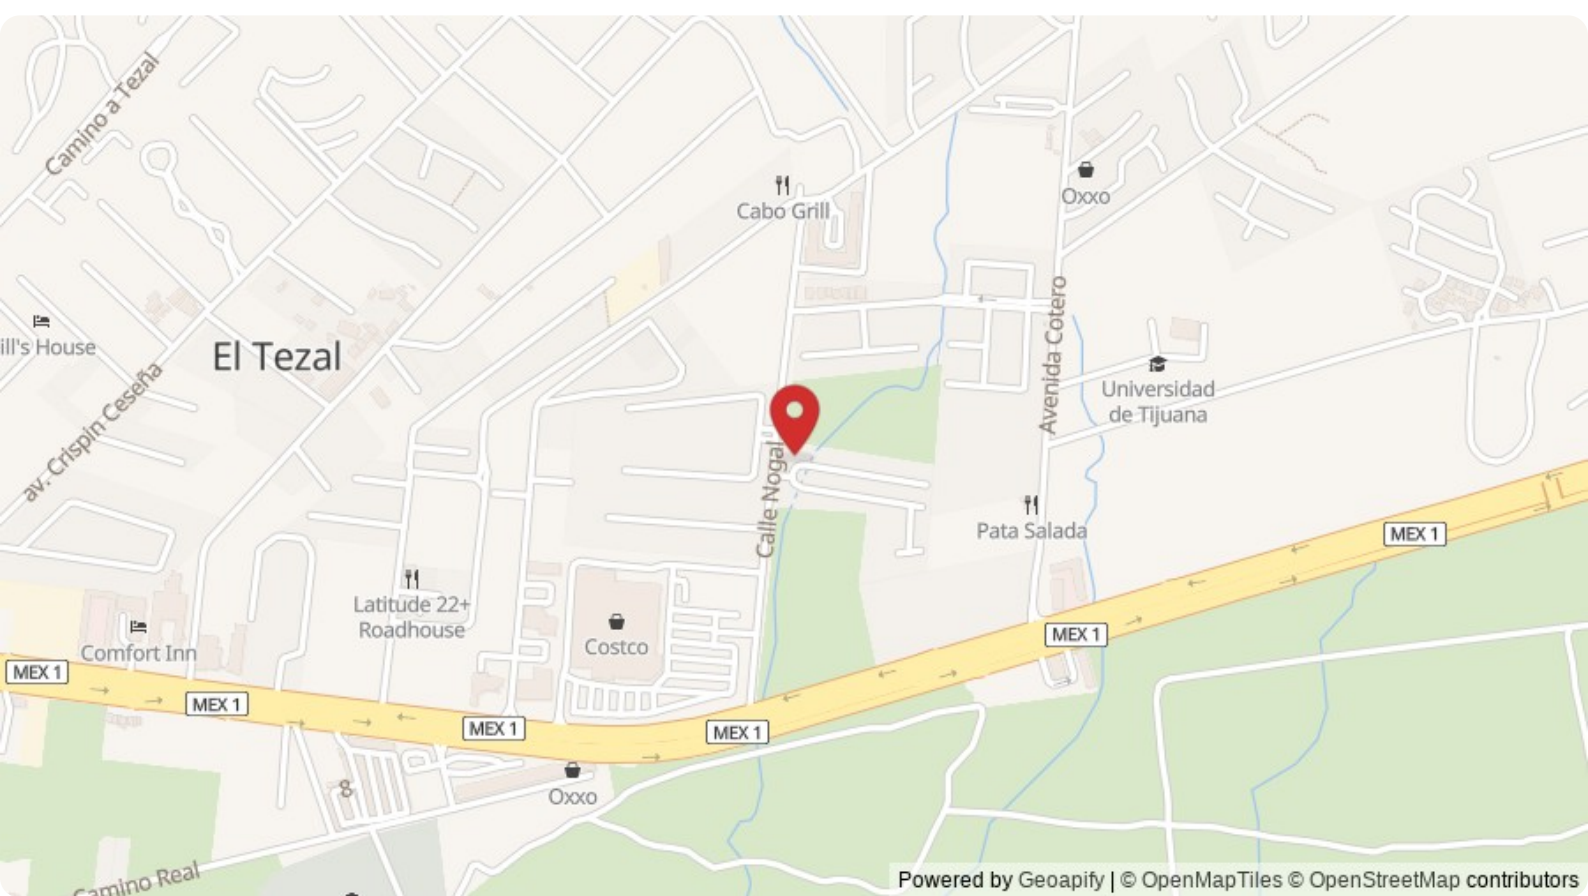 Camino a Tezal
Cabo Grill
Oxxo
ill's House
El Tezal
av. Crispin Ceseña
Avenida Cotero
Universidad
de Tijuana
Calle Nogal
Pata Salada
MEX 1
Latitude 22+
Roadhouse
Costco
Comfort Inn
MEX 1
MEX 1
MEX 1
MEX 1
MEX 1
8
Oxxo
Camino Real
Powered by Geoapify | © OpenMapTiles © OpenStreetMap contributors